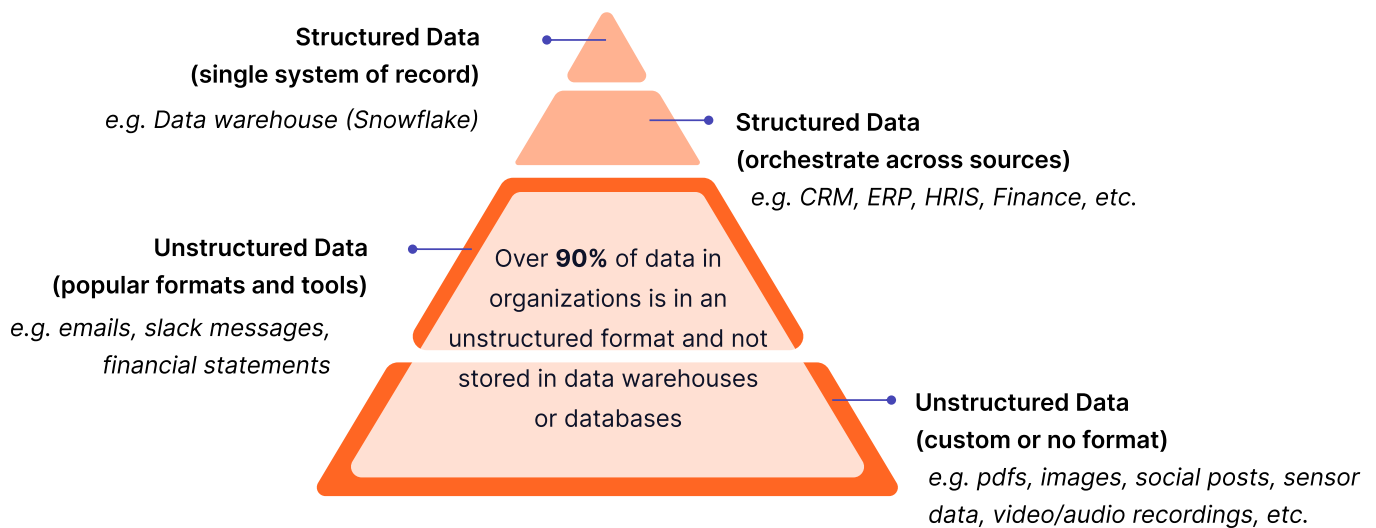 Structured Data
(single system of record)
e.g. Data warehouse (Snowflake)
Structured Data
(orchestrate across sources)
e.g. CRM, ERP, HRIS, Finance, etc.
Unstructured Data
(popular formats and tools)
e.g. emails, slack messages,
financial statements
Over 90% of data in
organizations is in an
unstructured format and not
stored in data warehouses
or databases
Unstructured Data
(custom or no format)
e.g. pdfs, images, social posts, sensor
data, video/audio recordings, etc.